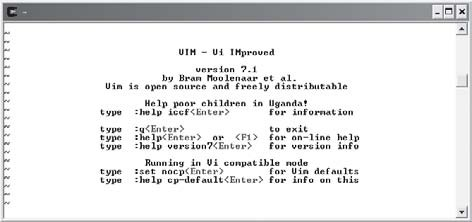 VIM - Vi IMproved
version 7.1
by Bram Moolenaar et al.
Vim is open source and freely distributable
Help poor children in Uganda!
type :help iccf<Enter> for information
type :q<Enter> to exit
type :help<Enter> or <F1> for on-line help
type :help version7<Enter> for version info
Running in Vi compatible mode
type :set nocp<Enter> for Vim defaults
type :help cp-default<Enter> for info on this